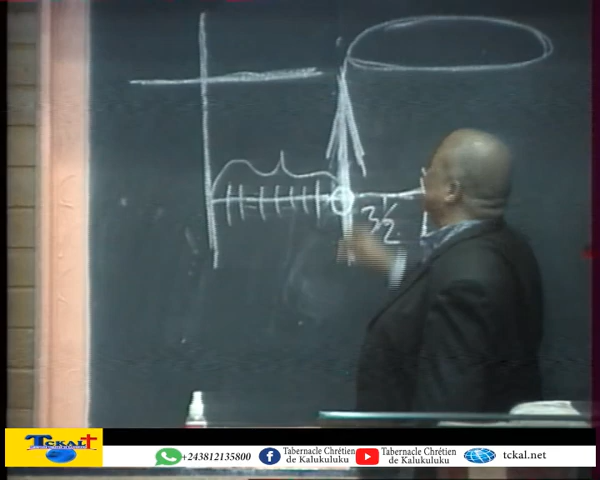 3½
TCKAL
+243812135800
Tabernacle Chrétien
de Kalukuluku
Tabernacle Chrétien
de Kalukuluku
tckal.net